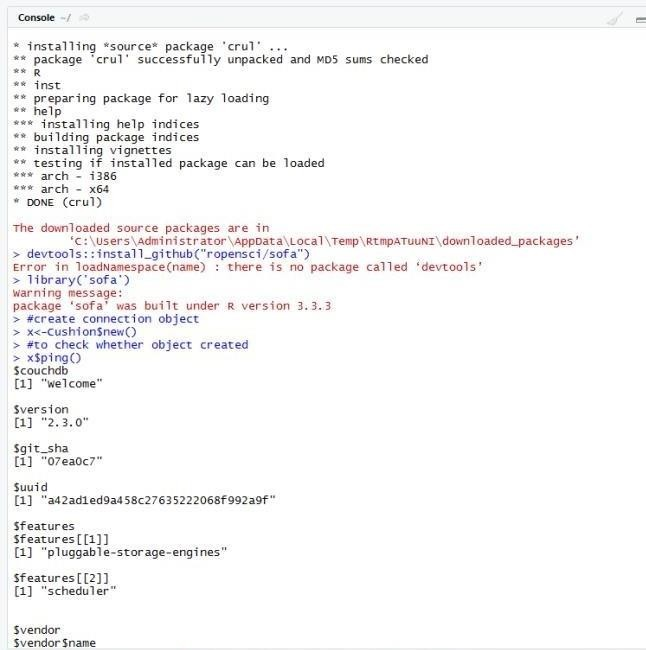 Console ~/
* installing *source* package 'crul' ...
** package 'crul' successfully unpacked and MD5 sums checked
** R
** inst
** preparing package for lazy loading
** help
*** installing help indices
** building package indices
** installing vignettes
** testing if installed package can be loaded
*** arch - i386
*** arch - x64
* DONE (crul)
The downloaded source packages are in
‘C:\Users\Administrator\AppData\Local\Temp\RtmpATuuNI\downloaded_packages’
> devtools::install_github("ropensci/sofa")
Error in loadNamespace(name) : there is no package called ‘devtools’
> library('sofa')
Warning message:
package ‘sofa’ was built under R version 3.3.3
> #create connection object
> x<-Cushion$new()
> #to check whether object created
> x$ping()
$couchdb
[1] "Welcome"
$version
[1] "2.3.0"
$git_sha
[1] "07ea0c7"
$uuid
[1] "a42ad1ed9a458c27635222068f992a9f"
$features
$features[[1]]
[1] "pluggable-storage-engines"
$features[[2]]
[1] "scheduler"
$vendor
$vendor$name